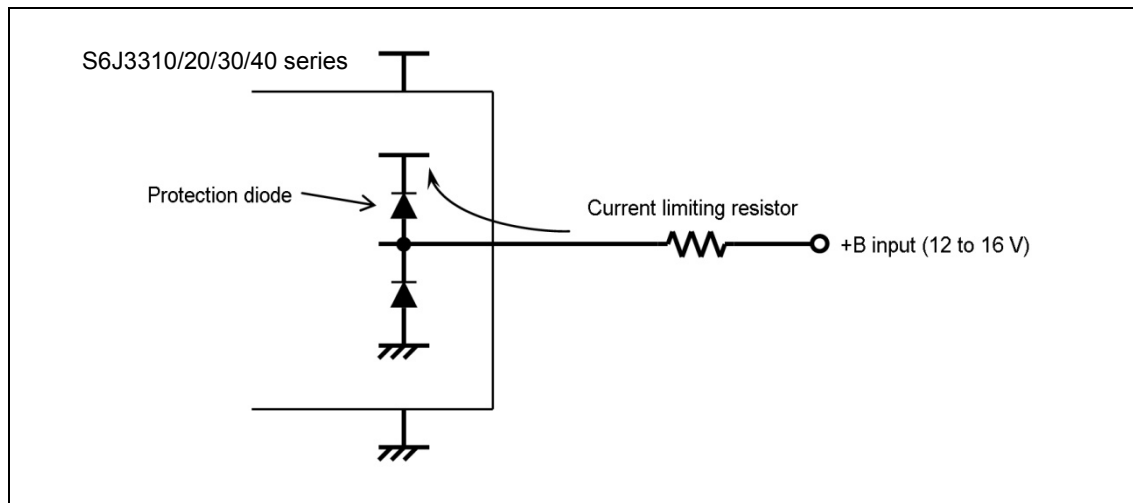 S6J3310/20/30/40 series
Protection diode
Current limiting resistor
+B input (12 to 16 V)